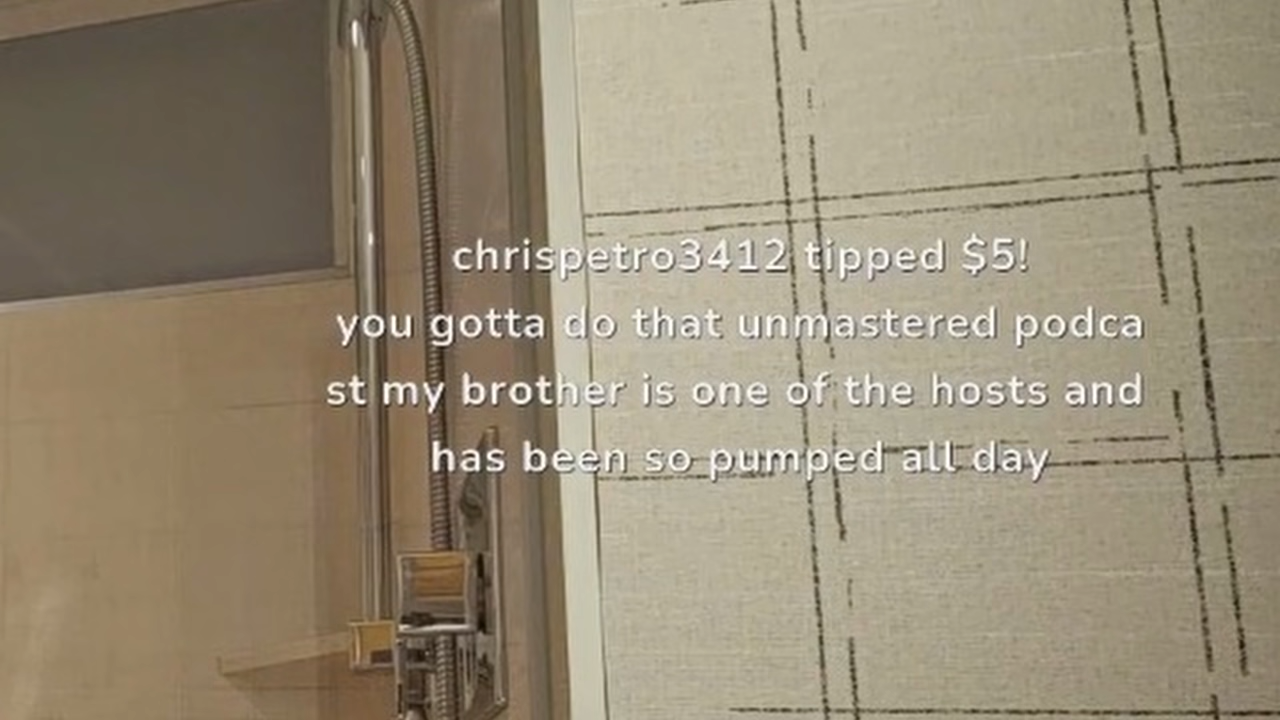 chrispetro3412 tipped $5!
you gotta do that unmastered podca
st my brother is one of the hosts and
has been so pumped all day